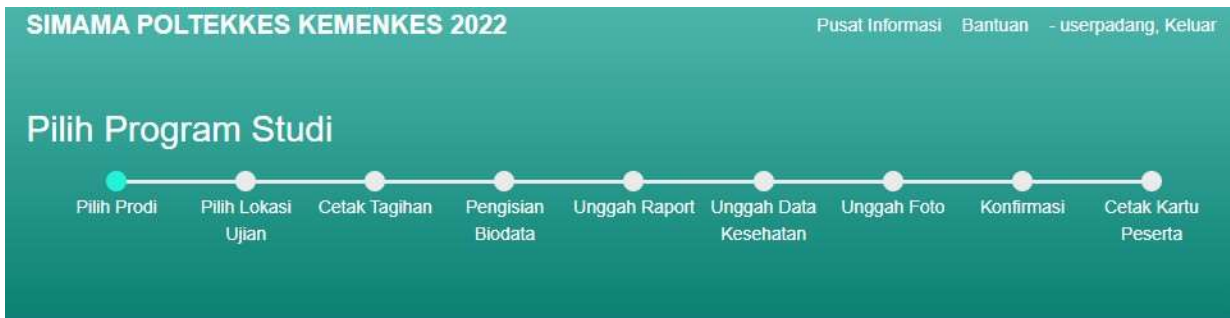 SIMAMA POLTEKKES KEMENKES 2022
Pusat Informasi Bantuan - userpadang, Keluar
Pilih Program Studi
Pilih Prodi
Pilih Lokasi
Ujian
Cetak Tagihan
Pengisian
Biodata
Unggah Raport
Unggah Data
Kesehatan
Unggah Foto
Konfirmasi
Cetak Kartu
Peserta